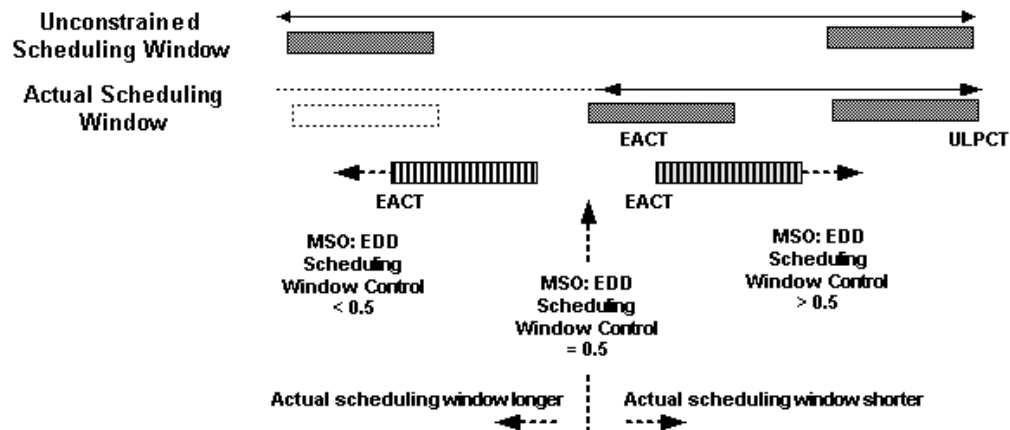 Unconstrained
Scheduling Window
Actual Scheduling
Window
EACT
ULPCT
EACT
EACT
MSO: EDD
Scheduling
Window Control
< 0.5
MSO: EDD
Scheduling
Window Control
= 0.5
MSO: EDD
Scheduling
Window Control
> 0.5
Actual scheduling window longer
Actual scheduling window shorter